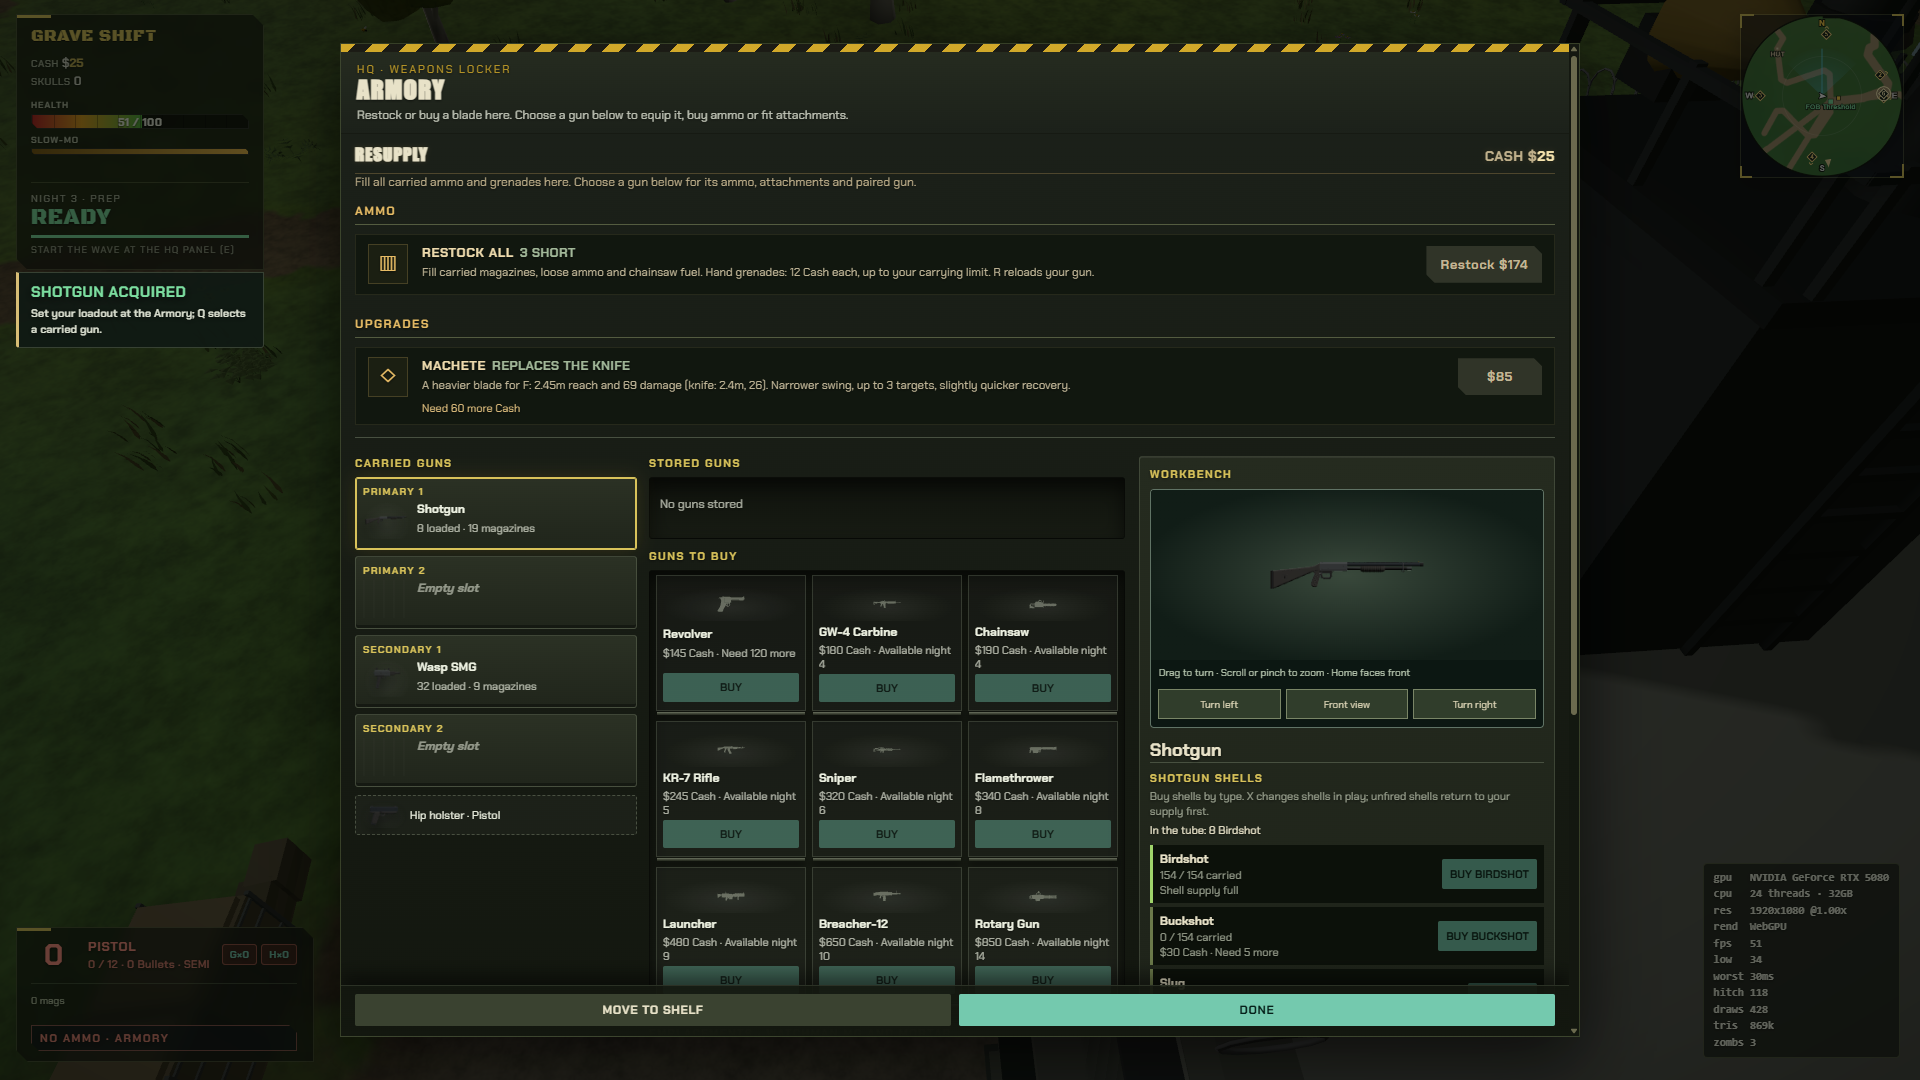 GRAVE SHIFT
CASH $25
SKULLS 0
HEALTH
51 / 100
SLOW-MO
NIGHT 3 · PREP
READY
START THE WAVE AT THE HQ PANEL (E)
SHOTGUN ACQUIRED
Set your loadout at the Armory; Q selects
a carried gun.
HQ · WEAPONS LOCKER
ARMORY
Restock or buy a blade here. Choose a gun below to equip it, buy ammo or fit attachments.
RESUPPLY
CASH $25
Fill all carried ammo and grenades here. Choose a gun below for its ammo, attachments and paired gun.
AMMO
RESTOCK ALL 3 SHORT
Fill carried magazines, loose ammo and chainsaw fuel. Hand grenades: 12 Cash each, up to your carrying limit. R reloads your gun.
Restock $174
UPGRADES
MACHETE REPLACES THE KNIFE
A heavier blade for F: 2.45m reach and 69 damage (knife: 2.4m, 26). Narrower swing, up to 3 targets, slightly quicker recovery.
Need 60 more Cash
$85
CARRIED GUNS
PRIMARY 1
Shotgun
8 loaded · 19 magazines
PRIMARY 2
Empty slot
SECONDARY 1
Wasp SMG
32 loaded · 9 magazines
SECONDARY 2
Empty slot
Hip holster · Pistol
STORED GUNS
No guns stored
GUNS TO BUY
Revolver
$145 Cash · Need 120 more
BUY
GW-4 Carbine
$180 Cash · Available night
4
BUY
Chainsaw
$190 Cash · Available night
4
BUY
KR-7 Rifle
$245 Cash · Available night
5
BUY
Sniper
$320 Cash · Available night
6
BUY
Flamethrower
$340 Cash · Available night
8
BUY
Launcher
$480 Cash · Available night
9
BUY
Breacher-12
$650 Cash · Available night
10
BUY
Rotary Gun
$850 Cash · Available night
14
BUY
WORKBENCH
Drag to turn · Scroll or pinch to zoom · Home faces front
Turn left
Front view
Turn right
Shotgun
SHOTGUN SHELLS
Buy shells by type. X changes shells in play; unfired shells return to your
supply first.
In the tube: 8 Birdshot
Birdshot
154 / 154 carried
Shell supply full
BUY BIRDSHOT
Buckshot
0 / 154 carried
$30 Cash · Need 5 more
BUY BUCKSHOT
Slug
MOVE TO SHELF
DONE
N
HUT
W
E
FOB Threshold
S
0
PISTOL
0 / 12 · 0 Bullets · SEMI
G×0
H×0
0 mags
NO AMMO · ARMORY
gpu NVIDIA GeForce RTX 5080
cpu 24 threads · 32GB
res 1920x1080 @1.00x
rend WebGPU
fps 51
low 34
worst 30ms
hitch 118
draws 428
tris 869k
zombs 3